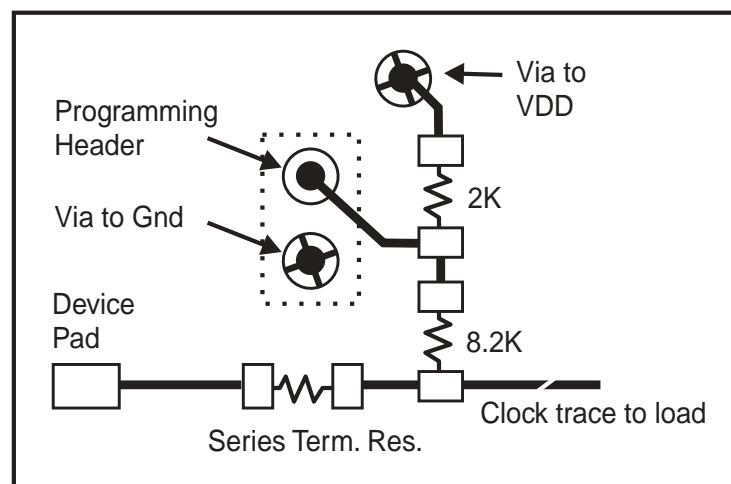 Via to
VDD
Programming
Header
2K
Via to Gnd
Device
Pad
8.2K
Clock trace to load
Series Term. Res.